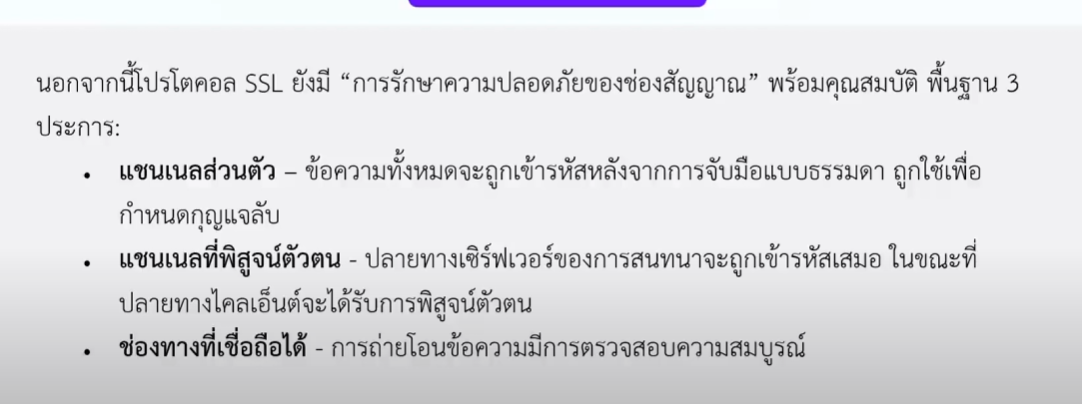 นอกจากนี้โปรโตคอล SSL ยังมี “การรักษาความปลอดภัยของช่องสัญญาณ” พร้อมคุณสมบัติ พื้นฐาน 3
ประการ:
• แชนเนลส่วนตัว – ข้อความทั้งหมดจะถูกเข้ารหัสหลังจากการจับมือแบบธรรมดา ถูกใช้เพื่อ
กำหนดกุญแจลับ
• แชนเนลที่พิสูจน์ตัวตน - ปลายทางเซิร์ฟเวอร์ของการสนทนาจะถูกเข้ารหัสเสมอ ในขณะที่
ปลายทางไคลเอ็นต์จะได้รับการพิสูจน์ตัวตน
• ช่องทางที่เชื่อถือได้ - การถ่ายโอนข้อความมีการตรวจสอบความสมบูรณ์